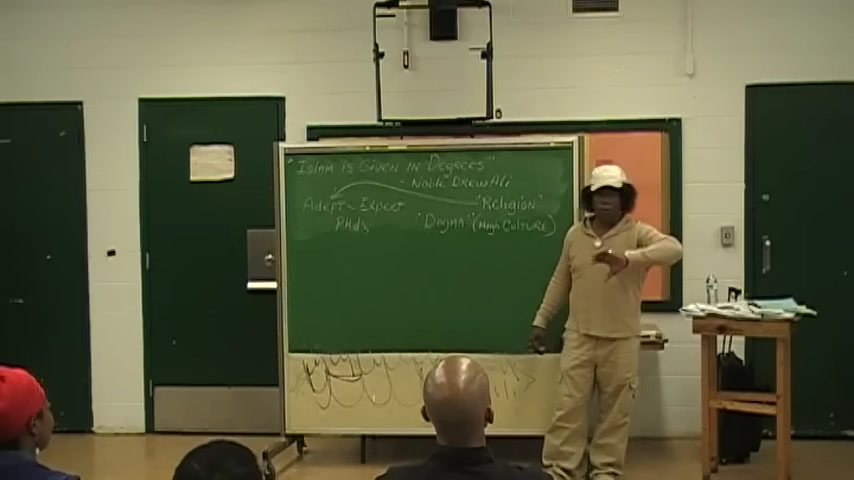 "Islam is Given in Degrees"
- Noble Drew Ali
Adept - Expert "Religion"
PHd's "Dogma" (High Culture)